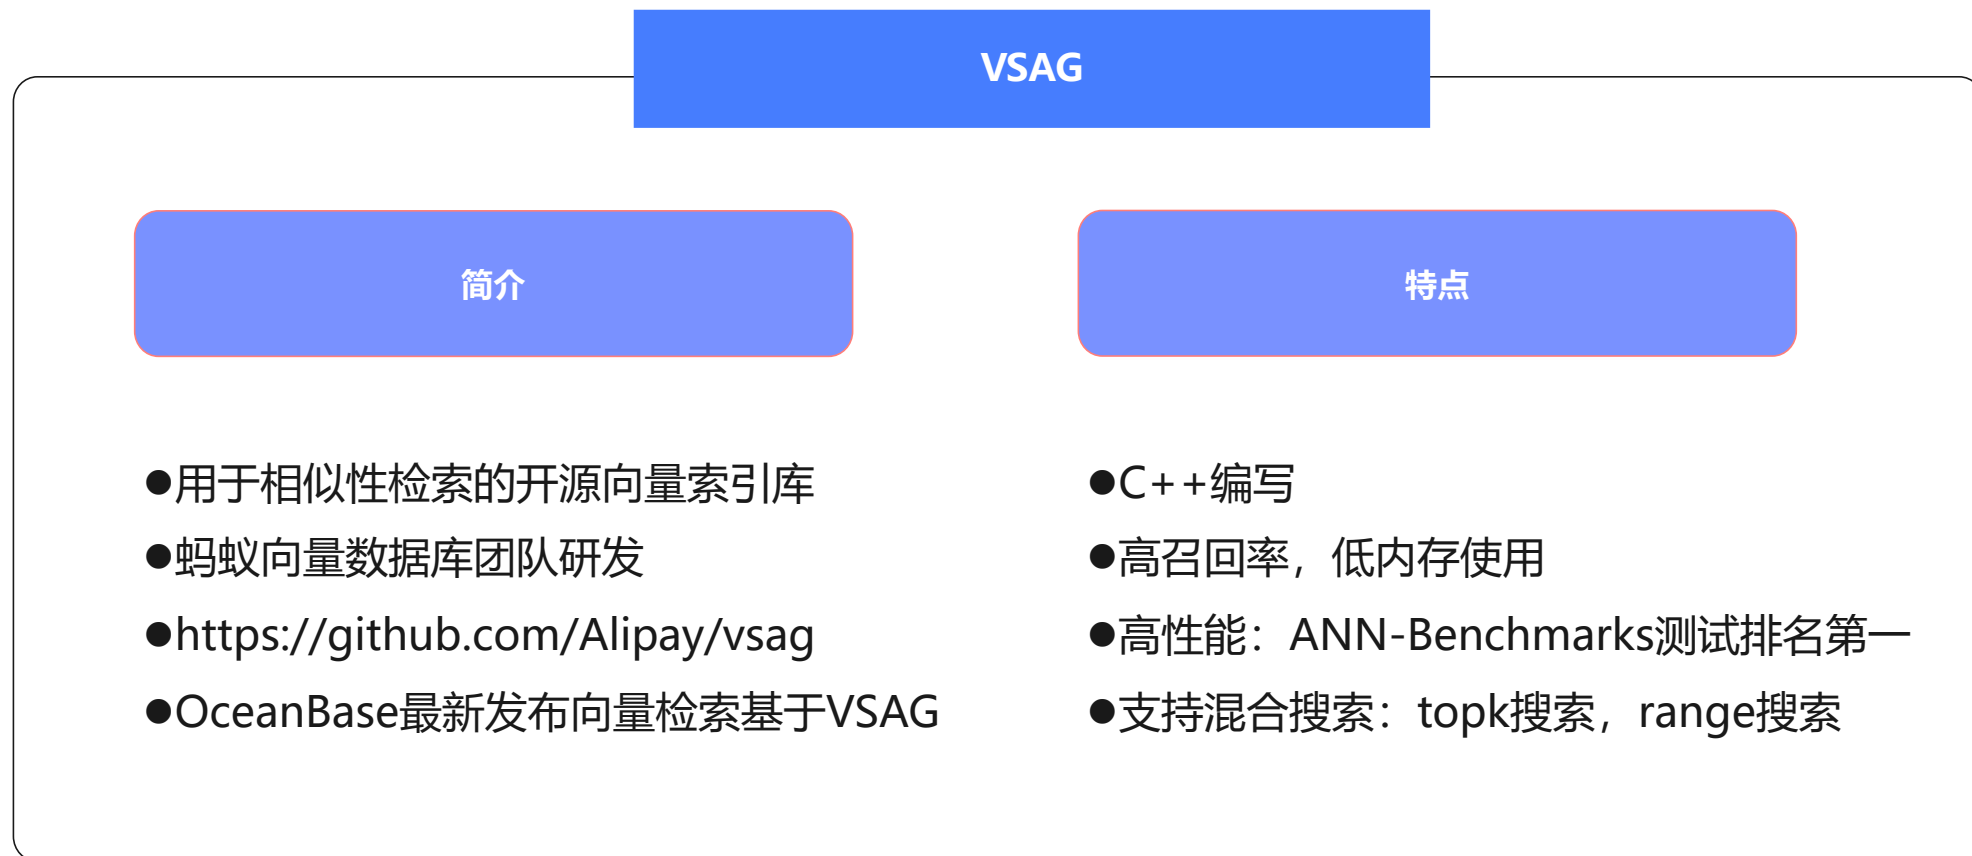 VSAG
简介
●用于相似性检索的开源向量索引库
●蚂蚁向量数据库团队研发
●https://github.com/Alipay/vsag
●OceanBase最新发布向量检索基于VSAG
特点
●C++编写
●高召回率，低内存使用
●高性能：ANN-Benchmarks测试排名第一
●支持混合搜索：topk搜索，range搜索